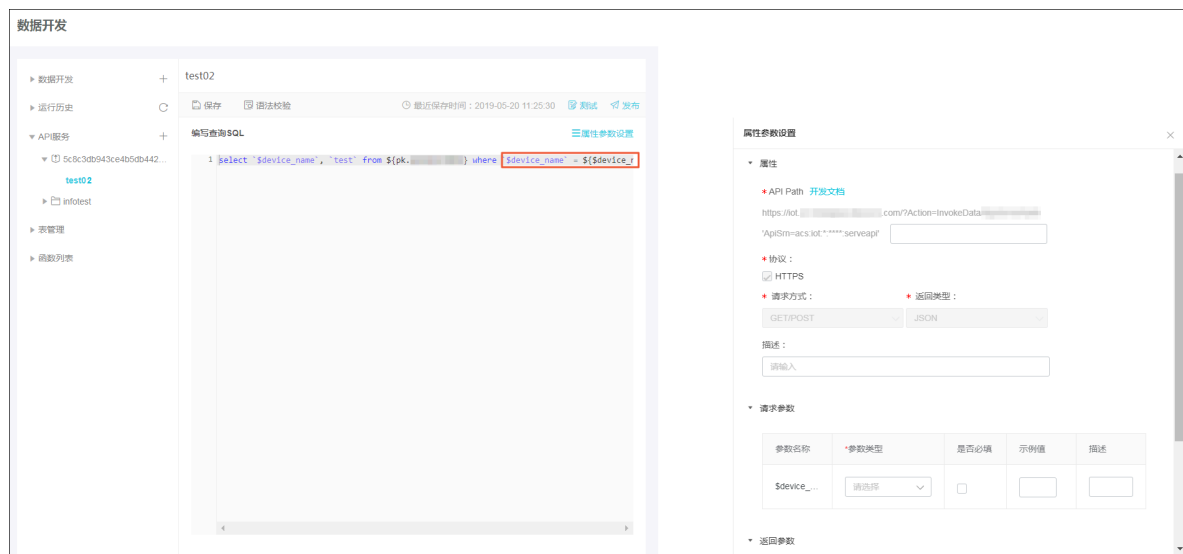 数据开发
数据开发
运行历史
API服务
5c8c3db943ce4b5db442...
test02
infotest
表管理
函数列表
test02
保存 语法校验 最近保存时间：2019-05-20 11:25:30 测试 发布
编写查询SQL 属性参数设置
1 select `$device_name`, `test` from ${pk. } where `$device_name` = ${$device_r
属性参数设置
属性
*API Path 开发文档
https://iot. .com/?Action=InvokeData
'ApiSrn=acs:iot:*:****:serveapi'
*协议：
HTTPS
* 请求方式： * 返回类型：
GET/POST JSON
描述：
请输入
请求参数
参数名称 *参数类型 是否必填 示例值 描述
$device_... 请选择
返回参数